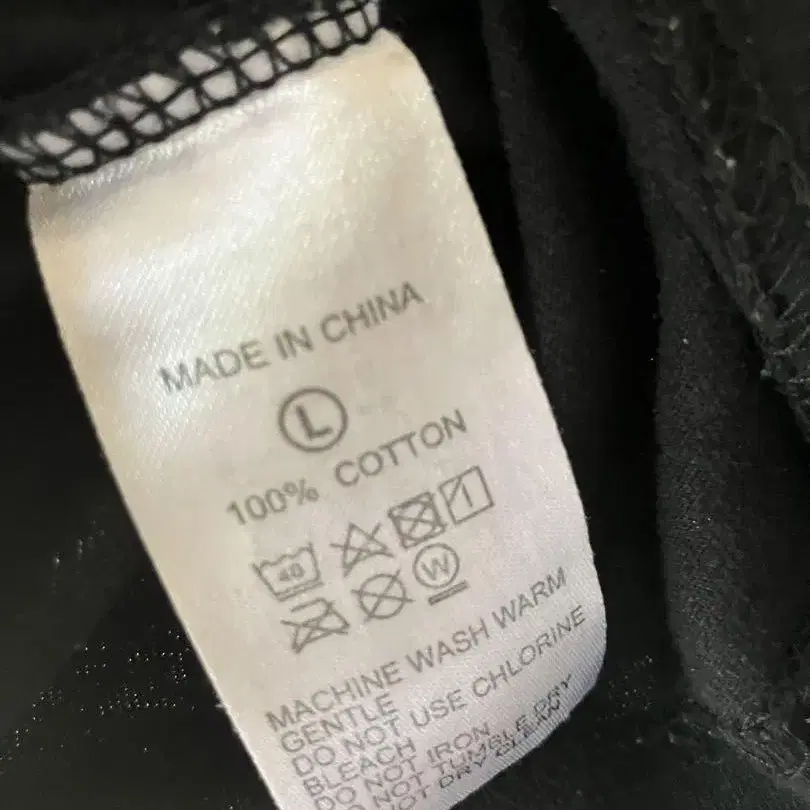 MADE IN CHINA
L
100% COTTON
40
W
MACHINE WASH WARM
GENTLE
DO NOT USE CHLORINE
BLEACH
DO NOT IRON
DO NOT TUMBLE DRY
NOT DRY CLEAN